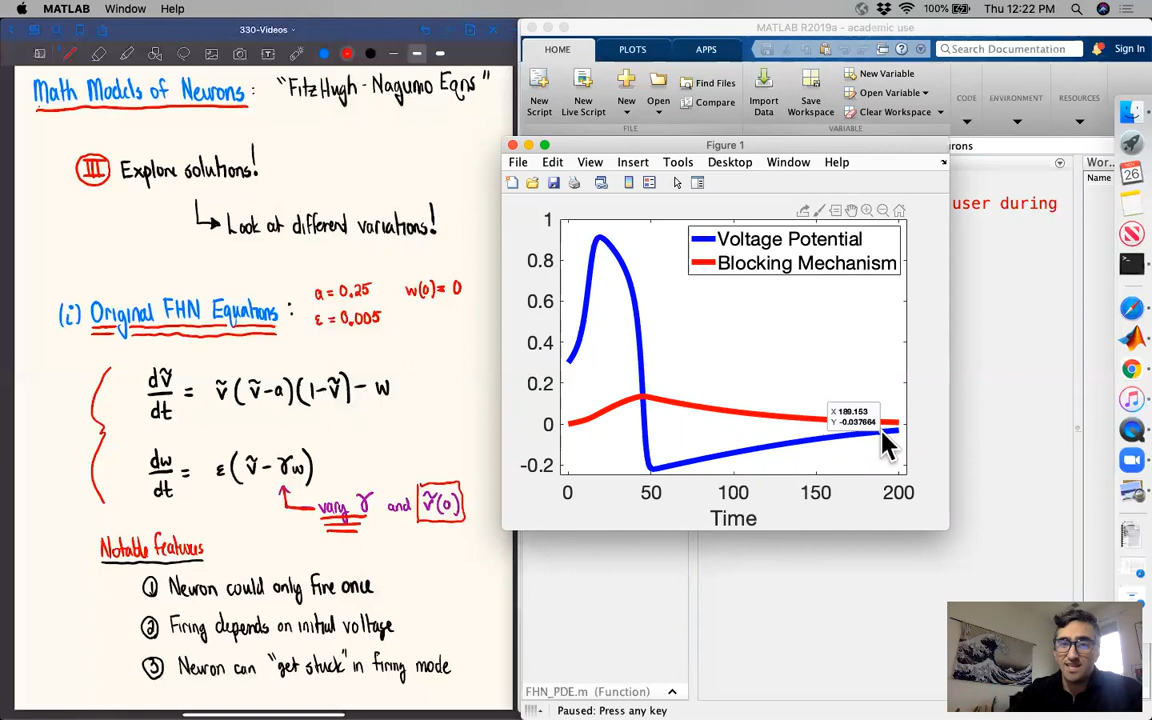 MATLAB Window Help
100% Thu 12:22 PM
330-Videos
Math Models of Neurons : "FitzHugh-Nagumo Eqns"
III Explore solutions!
Look at different variations!
(i) Original FHN Equations :
a = 0.25 w(0) = 0
ε = 0.005
dṽ/dt = ṽ(ṽ-a)(1-ṽ) - w
dw/dt = ε(ṽ - γw)
vary γ and ṽ(0)
Notable features
① Neuron could only fire once
② Firing depends on initial voltage
③ Neuron can "get stuck" in firing mode
MATLAB R2019a - academic use
HOME PLOTS APPS
Search Documentation
Sign In
New Script
New Live Script
New
Open
Find Files
Compare
Import Data
Save Workspace
New Variable
Open Variable
Clear Workspace
CODE
ENVIRONMENT
RESOURCES
FILE
VARIABLE
Figure 1
File Edit View Insert Tools Desktop Window Help
Voltage Potential
Blocking Mechanism
1
0.8
0.6
0.4
0.2
0
-0.2
0 50 100 150 200
Time
X 189.153
Y -0.037664
rons
Wor...
Name
user during
26
FHN_PDE.m (Function)
Paused: Press any key